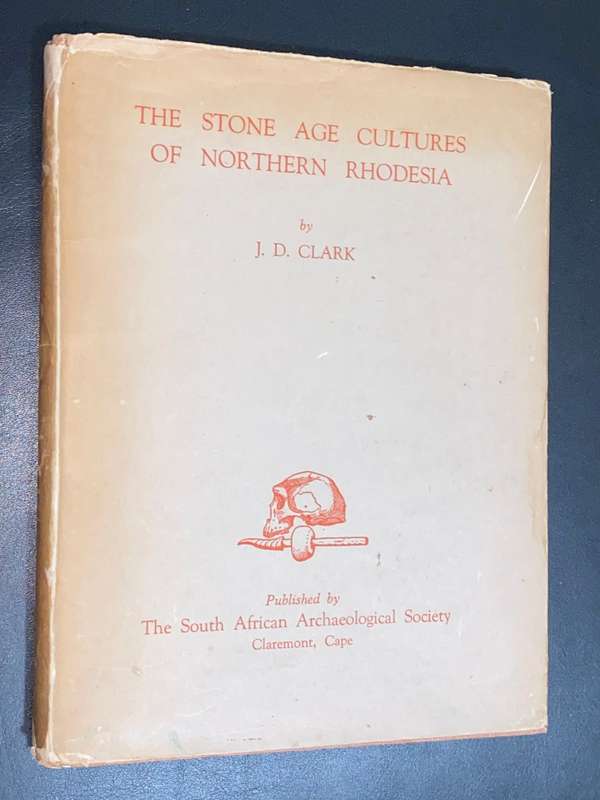 THE STONE AGE CULTURES
OF NORTHERN RHODESIA
by
J. D. CLARK
Published by
The South African Archaeological Society
Claremont, Cape